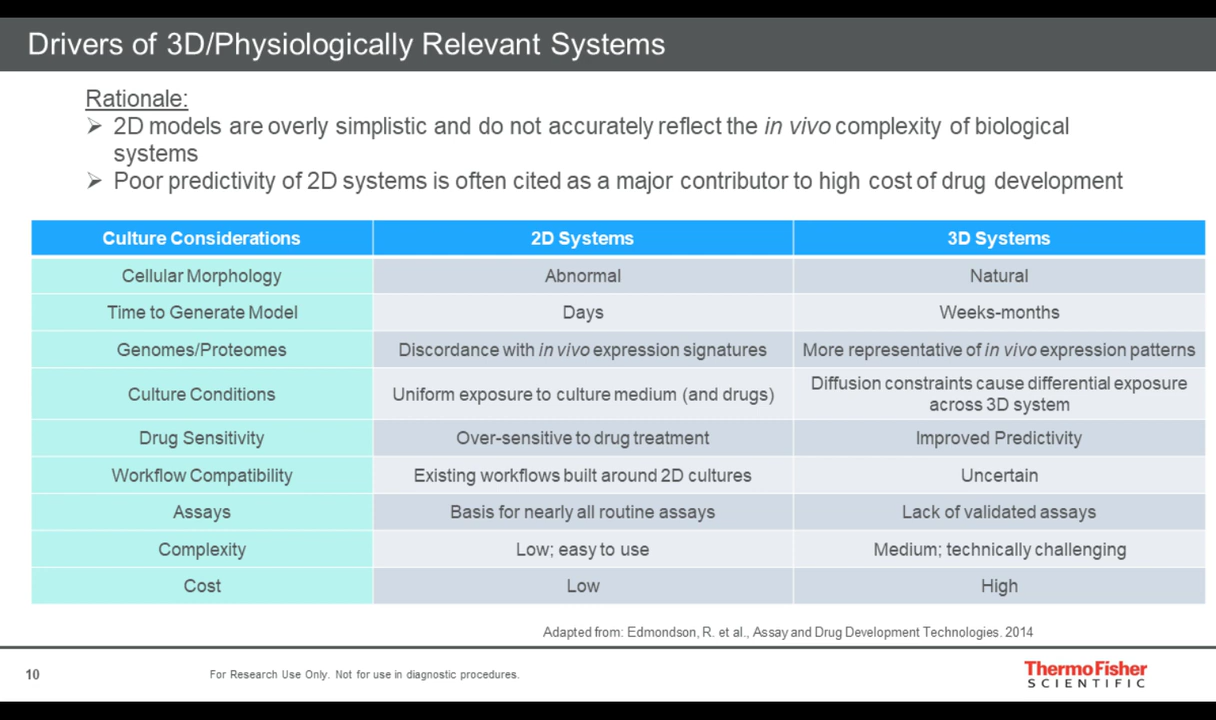 Drivers of 3D/Physiologically Relevant Systems
Rationale:
➢ 2D models are overly simplistic and do not accurately reflect the in vivo complexity of biological
systems
➢ Poor predictivity of 2D systems is often cited as a major contributor to high cost of drug development
Culture Considerations 2D Systems 3D Systems
Cellular Morphology Abnormal Natural
Time to Generate Model Days Weeks-months
Genomes/Proteomes Discordance with in vivo expression signatures More representative of in vivo expression patterns
Culture Conditions Uniform exposure to culture medium (and drugs) Diffusion constraints cause differential exposure
across 3D system
Drug Sensitivity Over-sensitive to drug treatment Improved Predictivity
Workflow Compatibility Existing workflows built around 2D cultures Uncertain
Assays Basis for nearly all routine assays Lack of validated assays
Complexity Low; easy to use Medium; technically challenging
Cost Low High
Adapted from: Edmondson, R. et al., Assay and Drug Development Technologies. 2014
10 For Research Use Only. Not for use in diagnostic procedures.
ThermoFisher
SCIENTIFIC